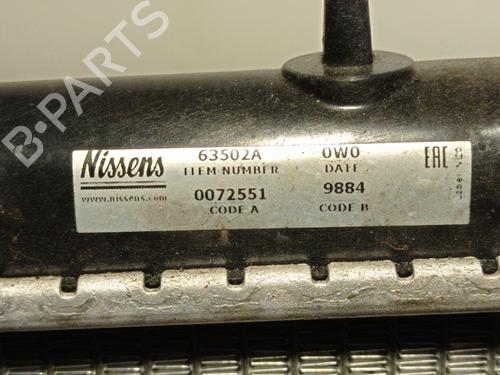 B-PARTS
Nissens
www.nissens.com
63502A
ITEM NUMBER
0W0
DATE
0072551
CODE A
9884
CODE B
EAC